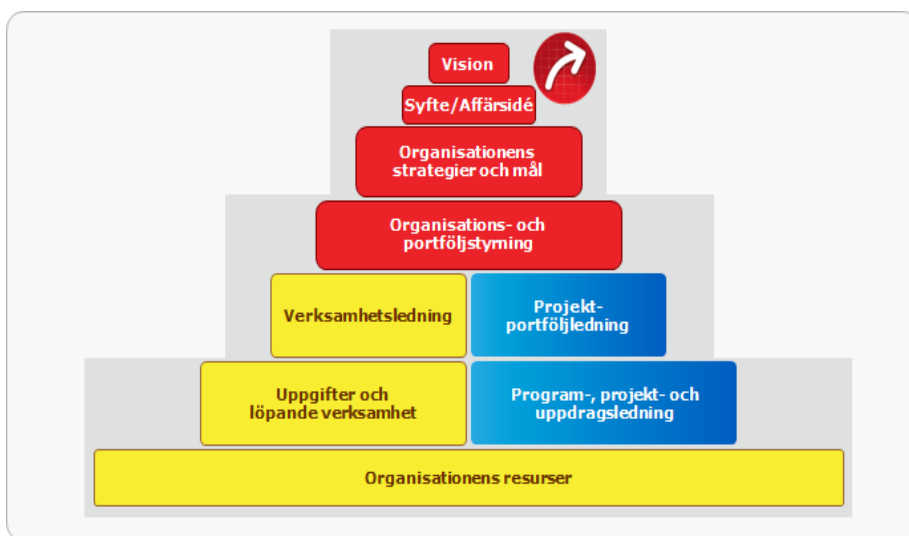 Vision
Syfte/Affärsidé
Organisationens
strategier och mål
Organisations- och
portföljstyrning
Verksamhetsledning
Projekt-
portföljledning
Uppgifter och
löpande verksamhet
Program-, projekt- och
uppdragsledning
Organisationens resurser